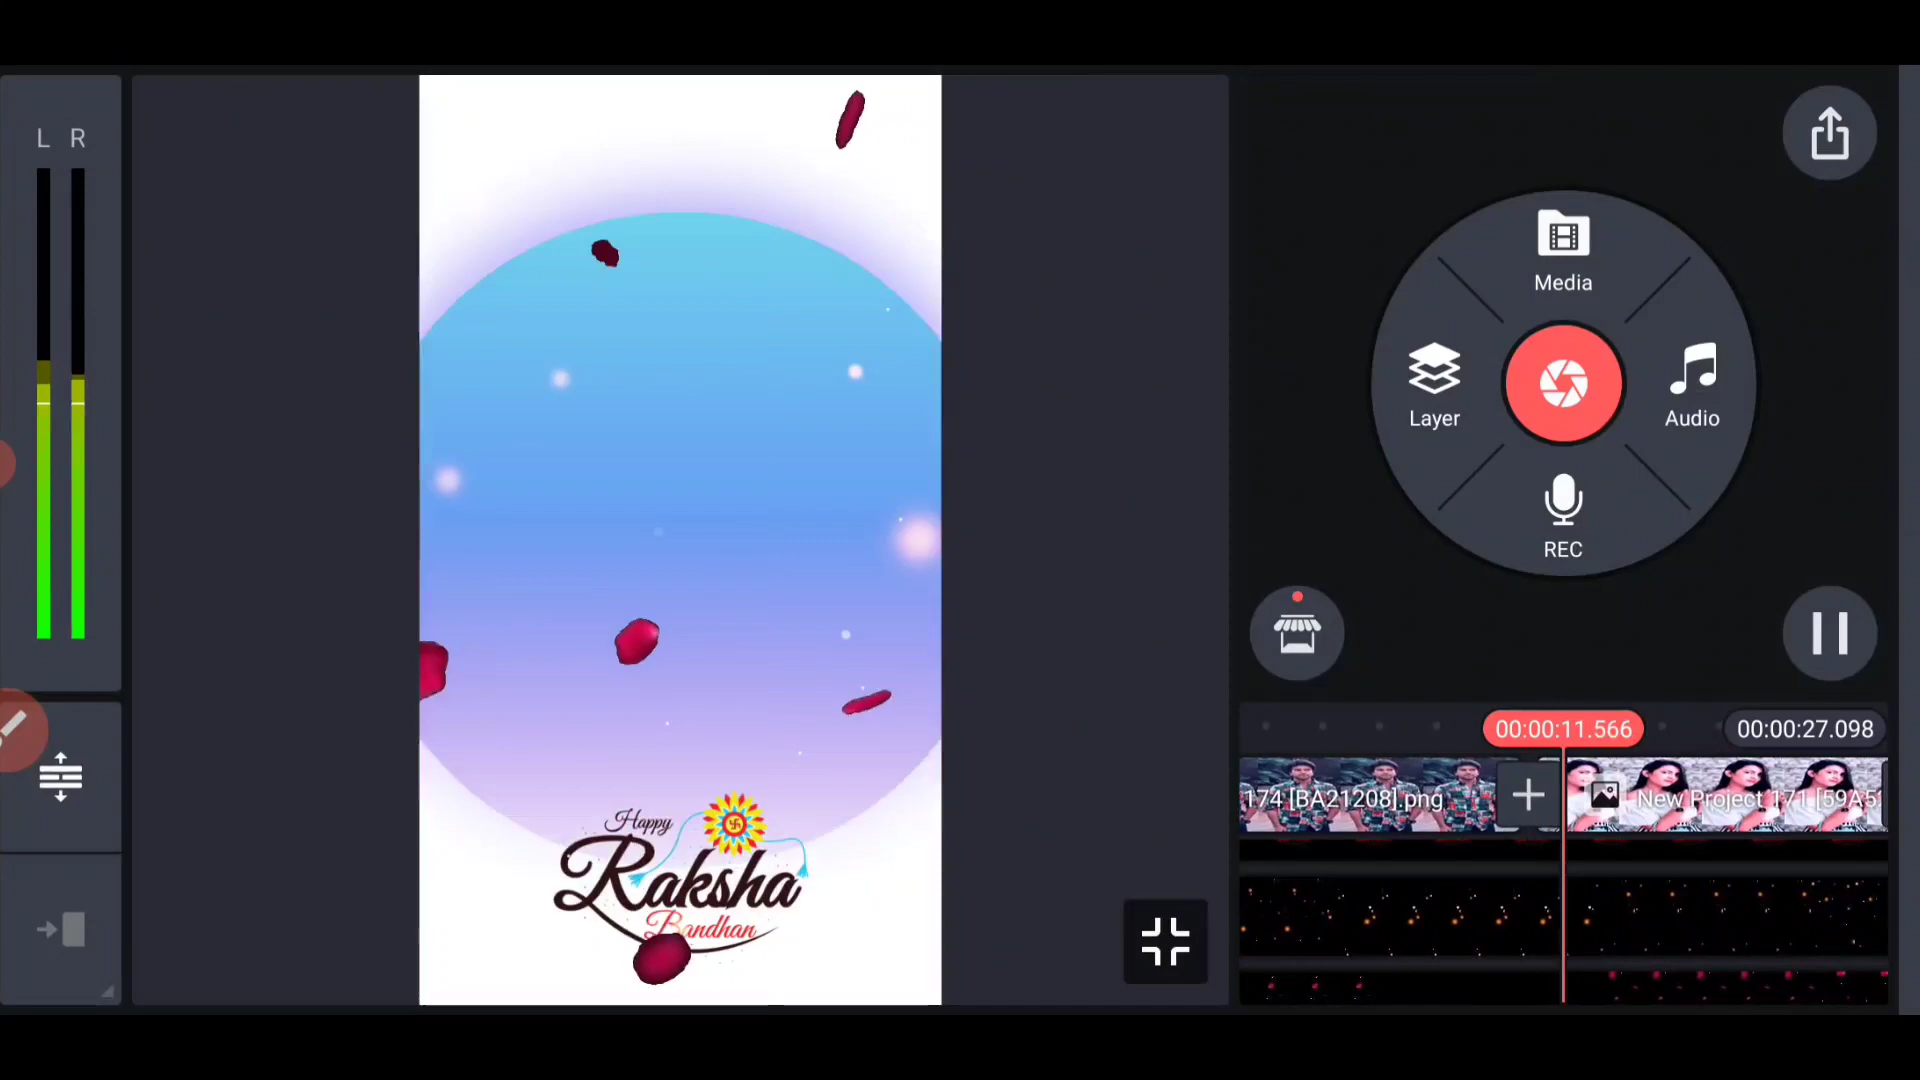 L R
Media
Layer
Audio
REC
00:00:11.566
00:00:27.098
174 [BA21208].png
New Project 171 [59A5
Happy
Raksha
Bandhan